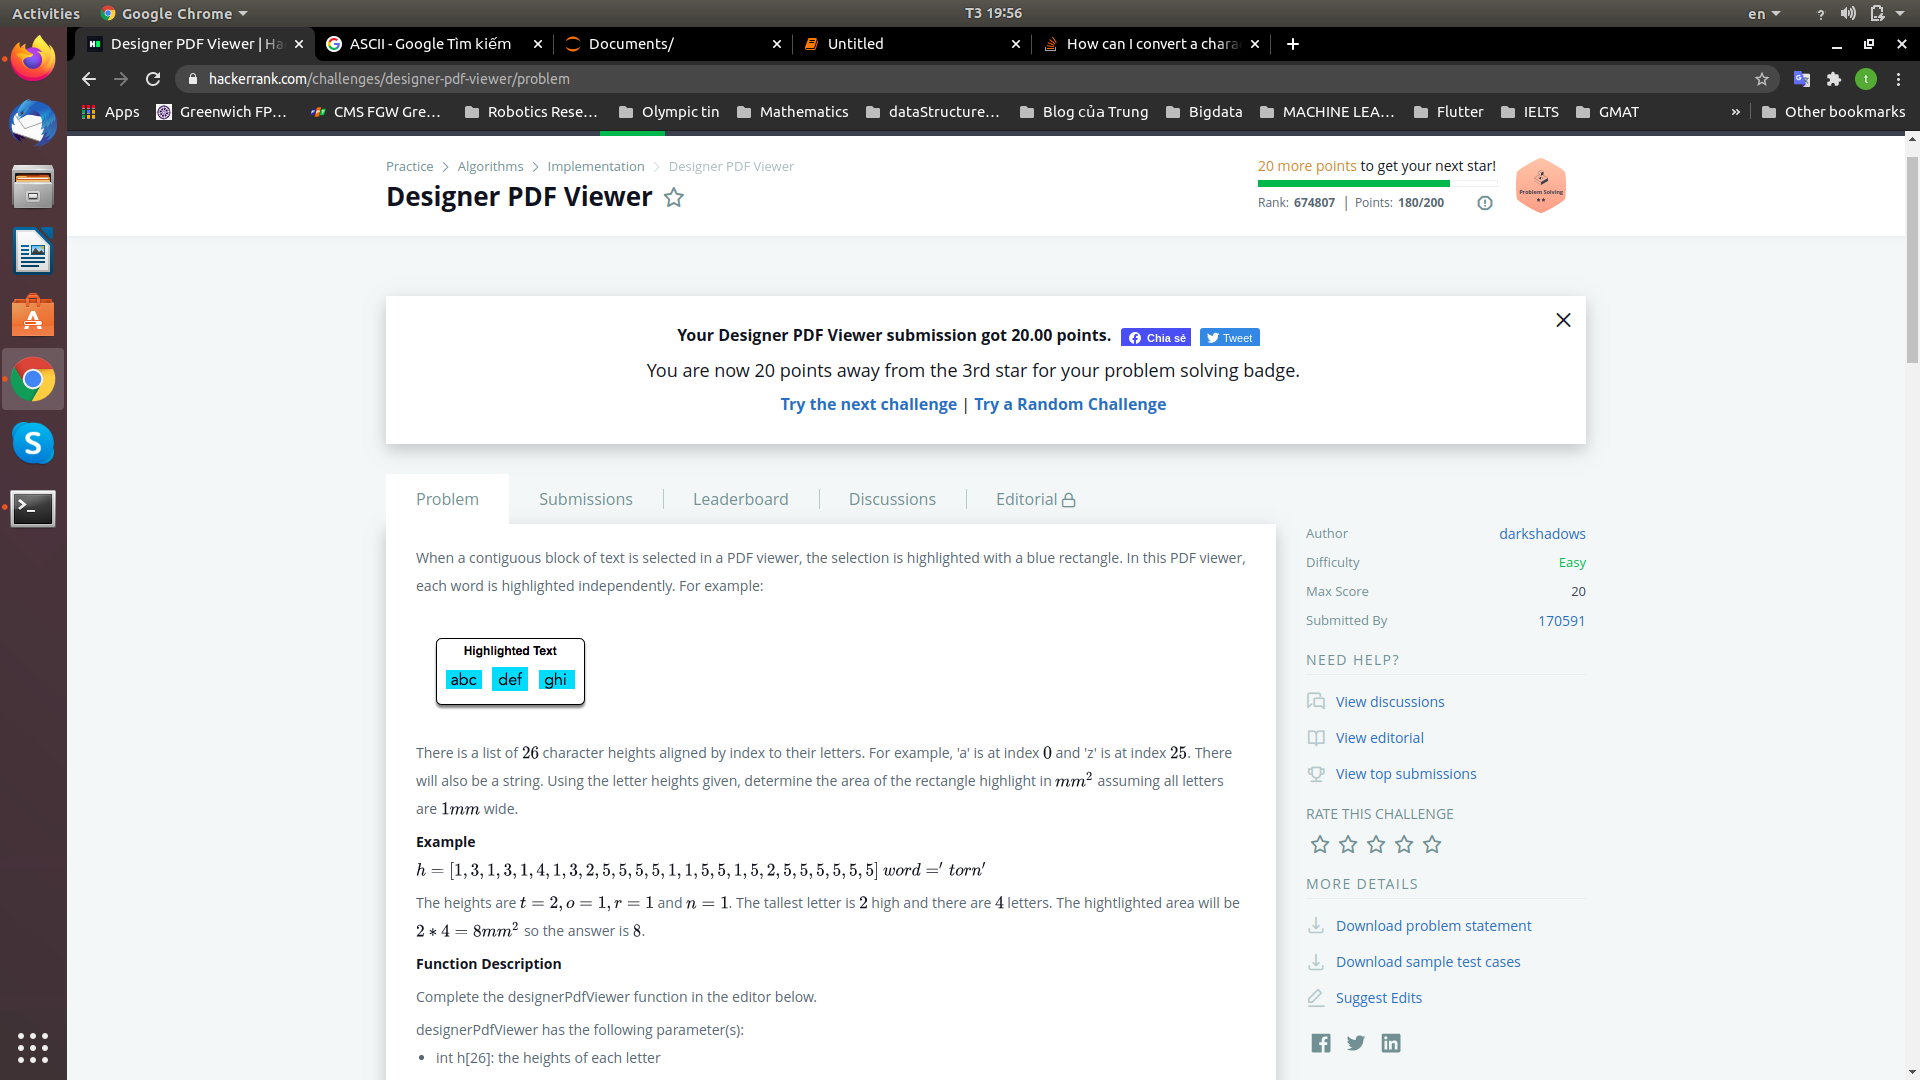 Activities Google Chrome T3 19:56 en ?
Designer PDF Viewer | Ha ASCII - Google Tìm kiếm Documents/ Untitled How can I convert a chara
hackerrank.com/challenges/designer-pdf-viewer/problem t
Apps Greenwich FP... CMS FGW Gre... Robotics Rese... Olympic tin Mathematics dataStructure... Blog của Trung Bigdata MACHINE LEA... Flutter IELTS GMAT » Other bookmarks
Practice Algorithms Implementation Designer PDF Viewer
Designer PDF Viewer
20 more points to get your next star!
Rank: 674807 | Points: 180/200
Problem Solving
Your Designer PDF Viewer submission got 20.00 points. Chia sẻ Tweet
You are now 20 points away from the 3rd star for your problem solving badge.
Try the next challenge | Try a Random Challenge
Problem Submissions Leaderboard Discussions Editorial
When a contiguous block of text is selected in a PDF viewer, the selection is highlighted with a blue rectangle. In this PDF viewer,
each word is highlighted independently. For example:
Highlighted Text
abc def ghi
There is a list of 26 character heights aligned by index to their letters. For example, 'a' is at index 0 and 'z' is at index 25. There
will also be a string. Using the letter heights given, determine the area of the rectangle highlight in mm² assuming all letters
are 1mm wide.
Example
h = [1, 3, 1, 3, 1, 4, 1, 3, 2, 5, 5, 5, 5, 1, 1, 5, 5, 1, 5, 2, 5, 5, 5, 5, 5, 5] word =' torn'
The heights are t = 2, o = 1, r = 1 and n = 1. The tallest letter is 2 high and there are 4 letters. The hightlighted area will be
2 * 4 = 8mm² so the answer is 8.
Function Description
Complete the designerPdfViewer function in the editor below.
designerPdfViewer has the following parameter(s):
• int h[26]: the heights of each letter
Author darkshadows
Difficulty Easy
Max Score 20
Submitted By 170591
NEED HELP?
View discussions
View editorial
View top submissions
RATE THIS CHALLENGE
MORE DETAILS
Download problem statement
Download sample test cases
Suggest Edits